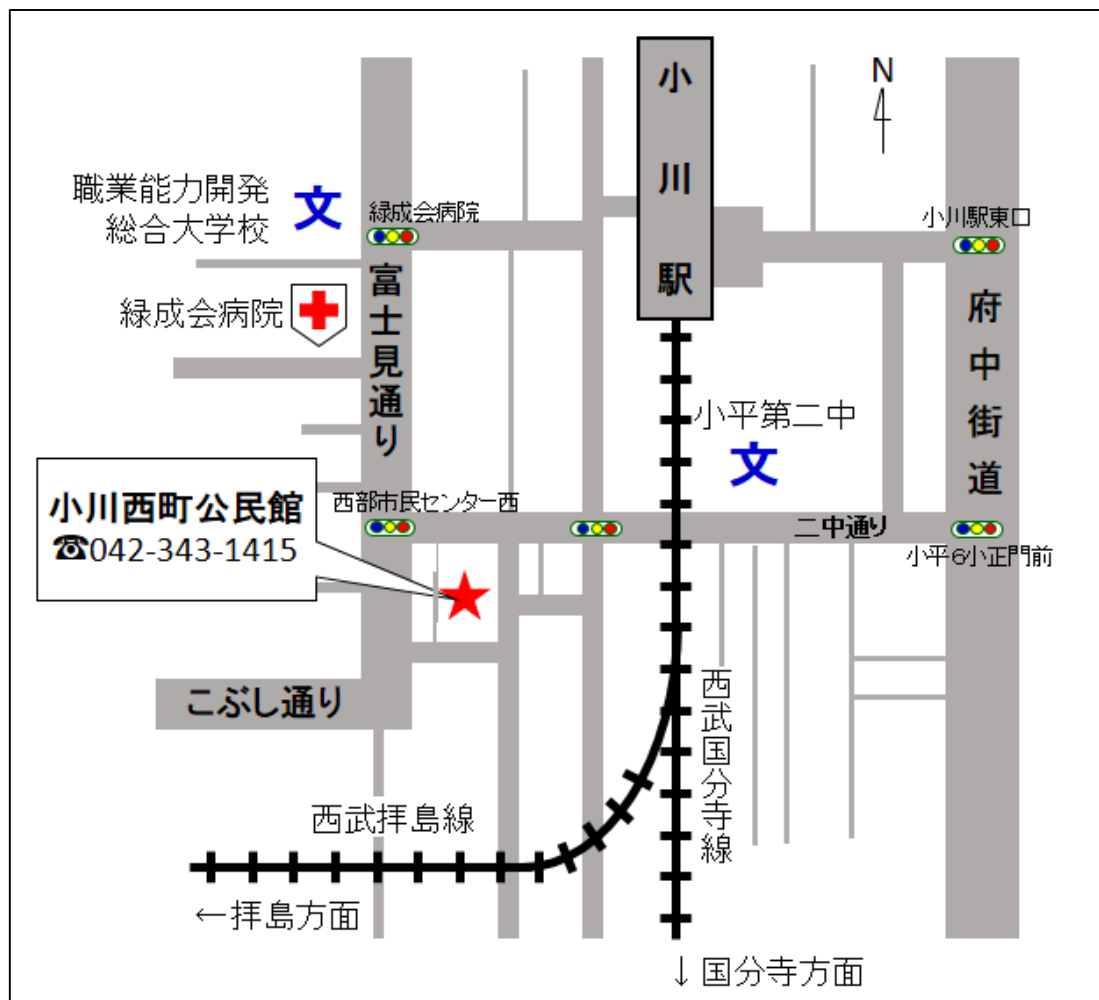 小川駅
N
職業能力開発
総合大学校
文
緑成会病院
小川駅東口
緑成会病院
富士見通り
府中街道
小平第二中
文
小川西町公民館
☎042-343-1415
西部市民センター西
二中通り
小平6小正門前
こぶし通り
西武国分寺線
西武拝島線
←拝島方面
↓国分寺方面